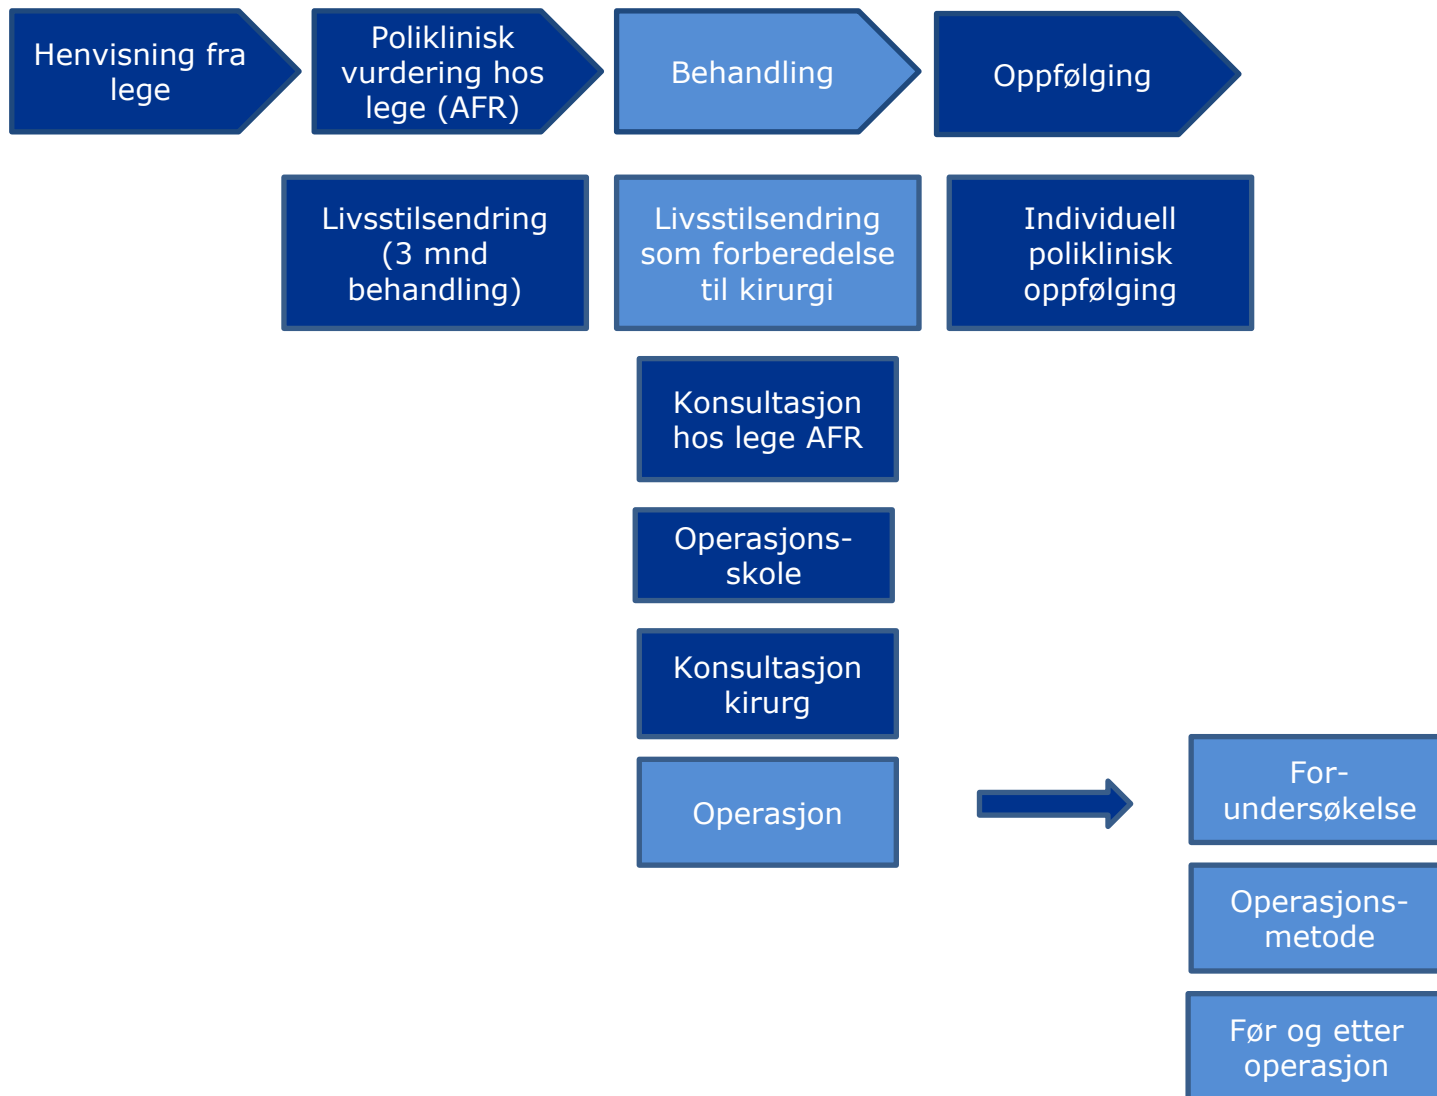 Henvisning fra
lege
Poliklinisk
vurdering hos
lege (AFR)
Behandling
Oppfølging
Livsstilsendring
(3 mnd
behandling)
Livsstilsendring
som forberedelse
til kirurgi
Individuell
poliklinisk
oppfølging
Konsultasjon
hos lege AFR
Operasjons-
skole
Konsultasjon
kirurg
Operasjon
For-
undersøkelse
Operasjons-
metode
Før og etter
operasjon